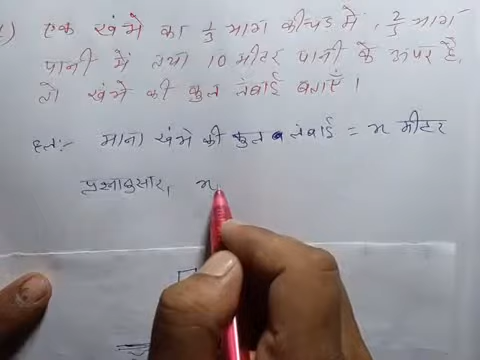 1) एक खंभे का 1/3 भाग कीचड़ में, 2/5 भाग
पानी में तथा 10 मीटर पानी के ऊपर है,
तो खंभे की कुल लंबाई बताएँ।
हलः- माना खंभे की कुल लंबाई = x मीटर
प्रश्नानुसार, x